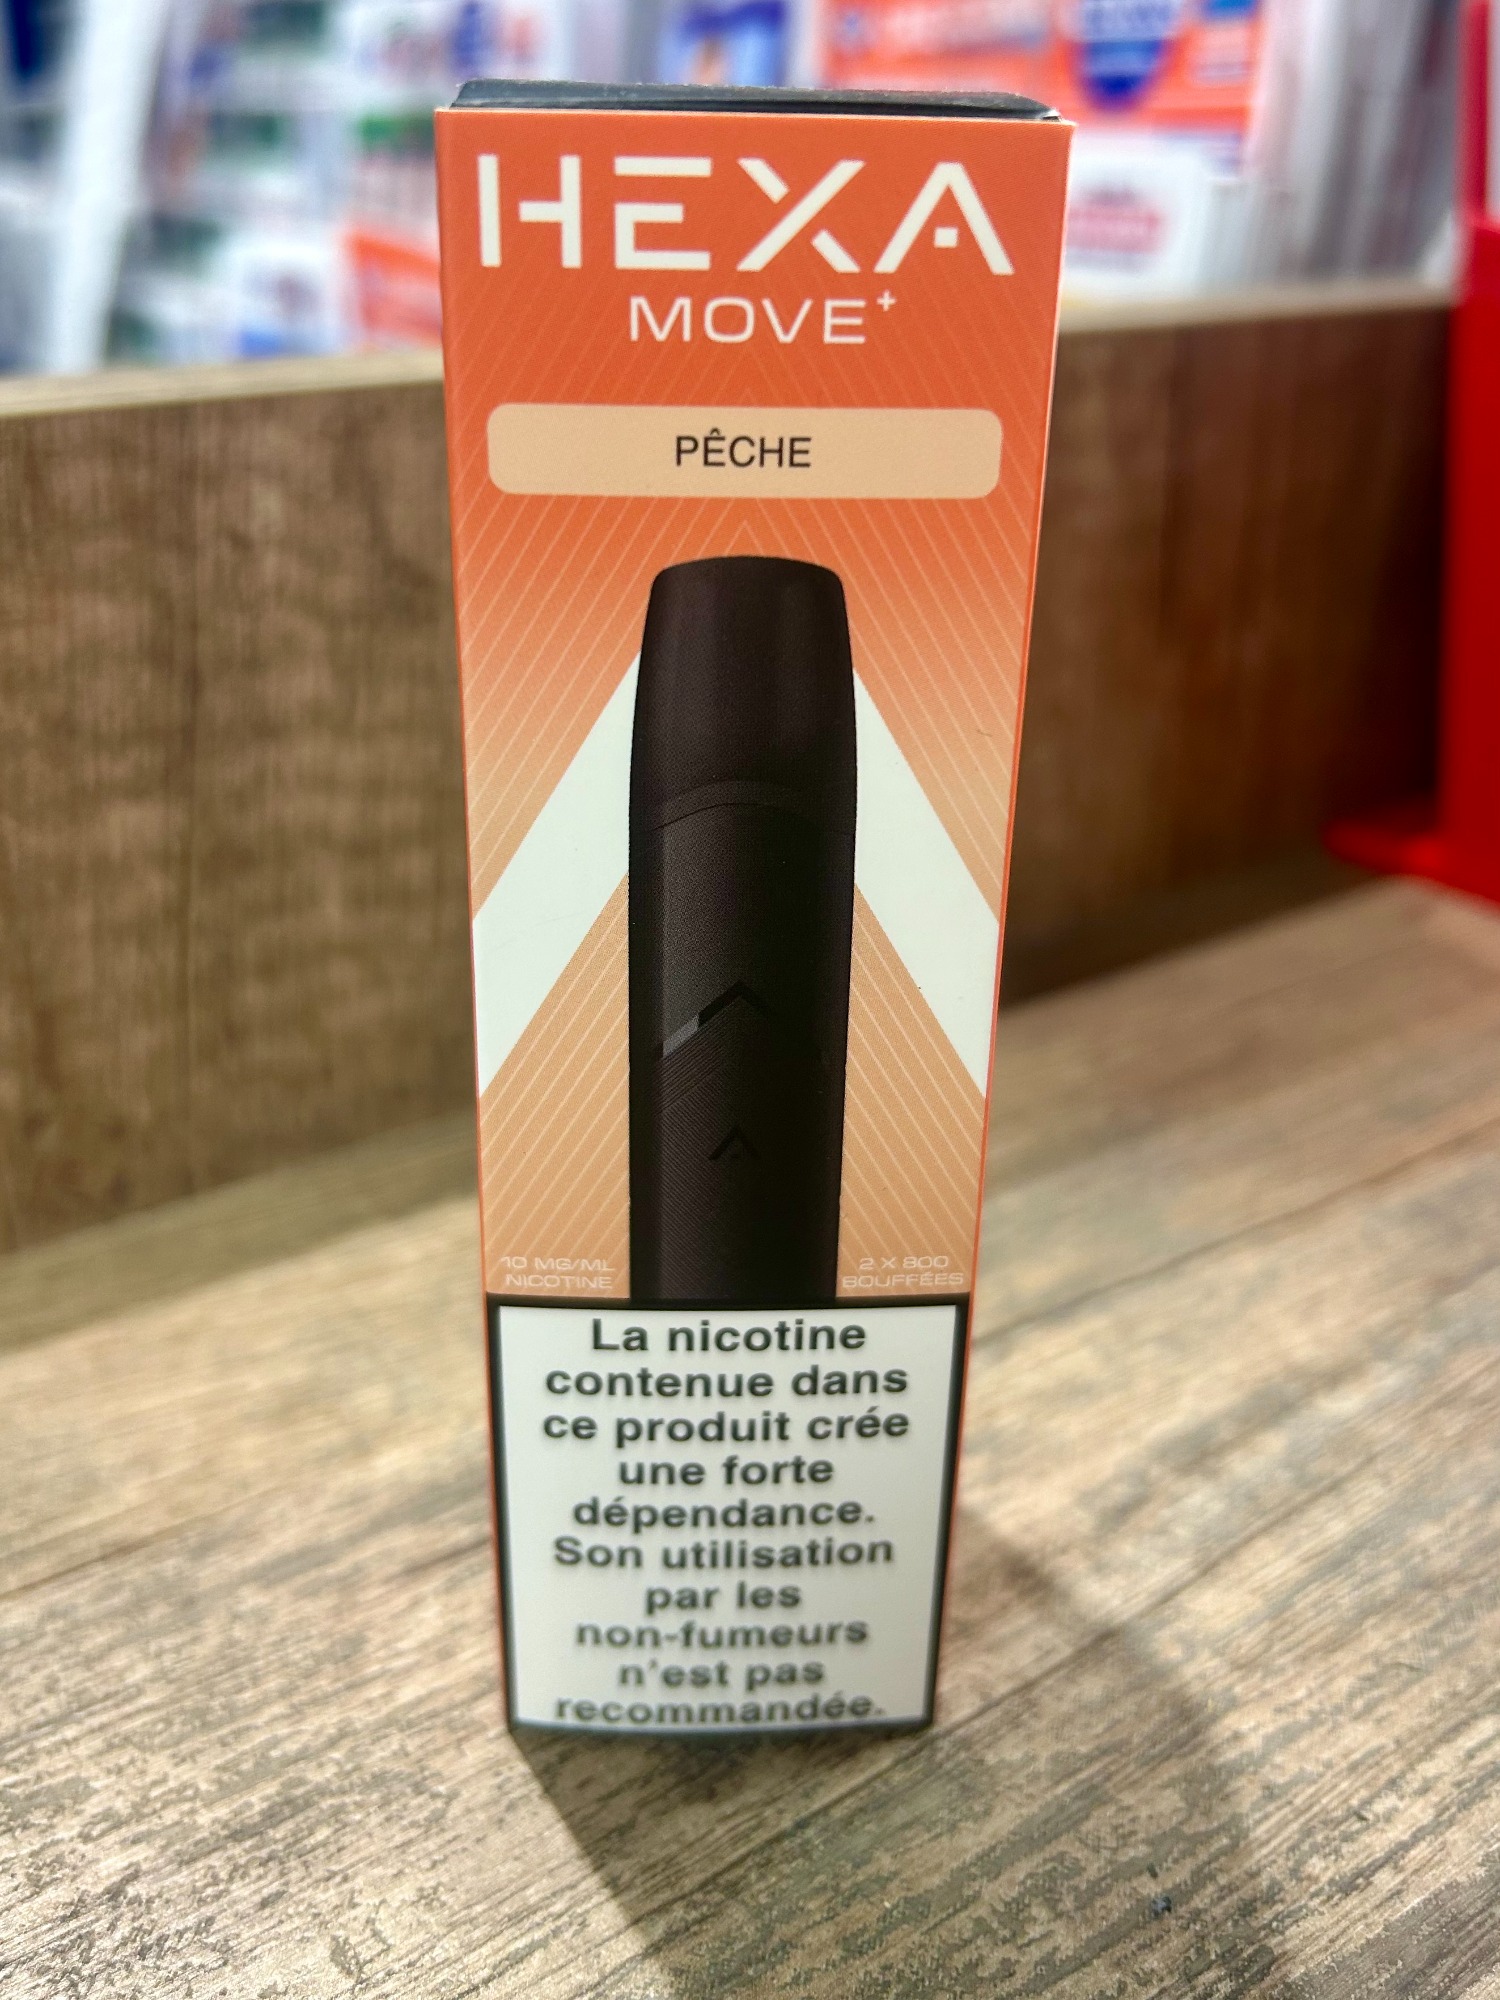 HEXA
MOVE+
PÊCHE
10 MG/ML
NICOTINE
2 X 800
BOUFFÉES
La nicotine
contenue dans
ce produit crée
une forte
dépendance.
Son utilisation
par les
non-fumeurs
n'est pas
recommandée.